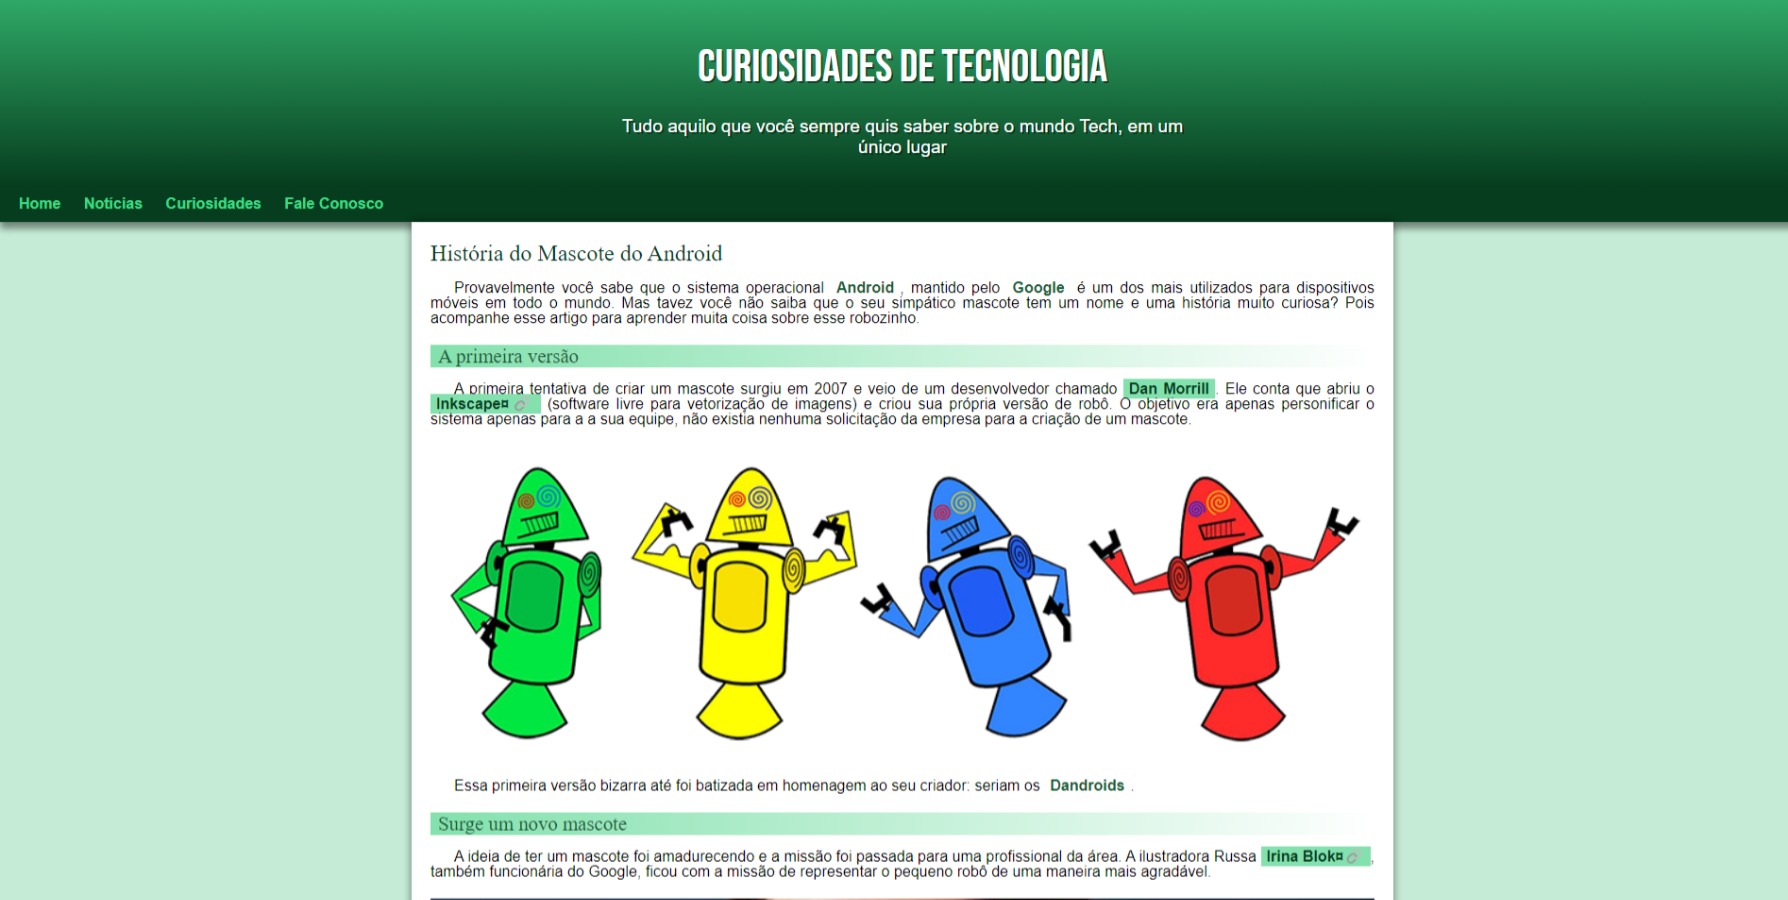 CURIOSIDADES DE TECNOLOGIA
Tudo aquilo que você sempre quis saber sobre o mundo Tech, em um
único lugar
Home Notícias Curiosidades Fale Conosco
História do Mascote do Android
Provavelmente você sabe que o sistema operacional Android , mantido pelo Google é um dos mais utilizados para dispositivos
móveis em todo o mundo. Mas tavez você não saiba que o seu simpático mascote tem um nome e uma história muito curiosa? Pois
acompanhe esse artigo para aprender muita coisa sobre esse robozinho.
A primeira versão
A primeira tentativa de criar um mascote surgiu em 2007 e veio de um desenvolvedor chamado Dan Morrill . Ele conta que abriu o
Inkscape¤ (software livre para vetorização de imagens) e criou sua própria versão de robô. O objetivo era apenas personificar o
sistema apenas para a a sua equipe, não existia nenhuma solicitação da empresa para a criação de um mascote.
Essa primeira versão bizarra até foi batizada em homenagem ao seu criador: seriam os Dandroids .
Surge um novo mascote
A ideia de ter um mascote foi amadurecendo e a missão foi passada para uma profissional da área. A ilustradora Russa Irina Blok¤ ,
também funcionária do Google, ficou com a missão de representar o pequeno robô de uma maneira mais agradável.